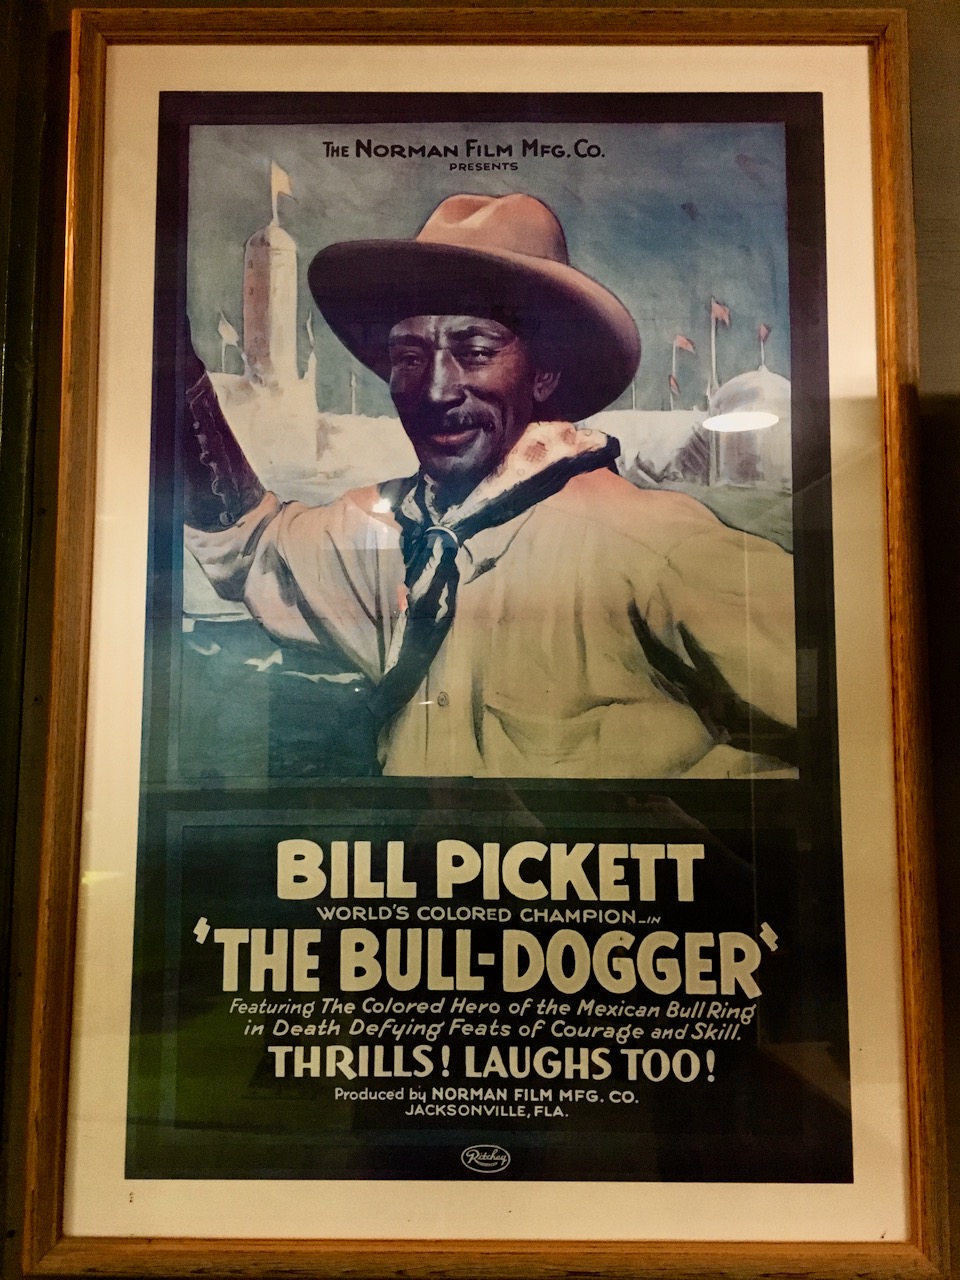 THE NORMAN FILM MFG. CO.
PRESENTS
BILL PICKETT
WORLD'S COLORED CHAMPION...IN
'THE BULL-DOGGER'
Featuring The Colored Hero of the Mexican Bull Ring
in Death Defying Feats of Courage and Skill.
THRILLS! LAUGHS TOO!
Produced by NORMAN FILM MFG. CO.
JACKSONVILLE, FLA.
Ritchey